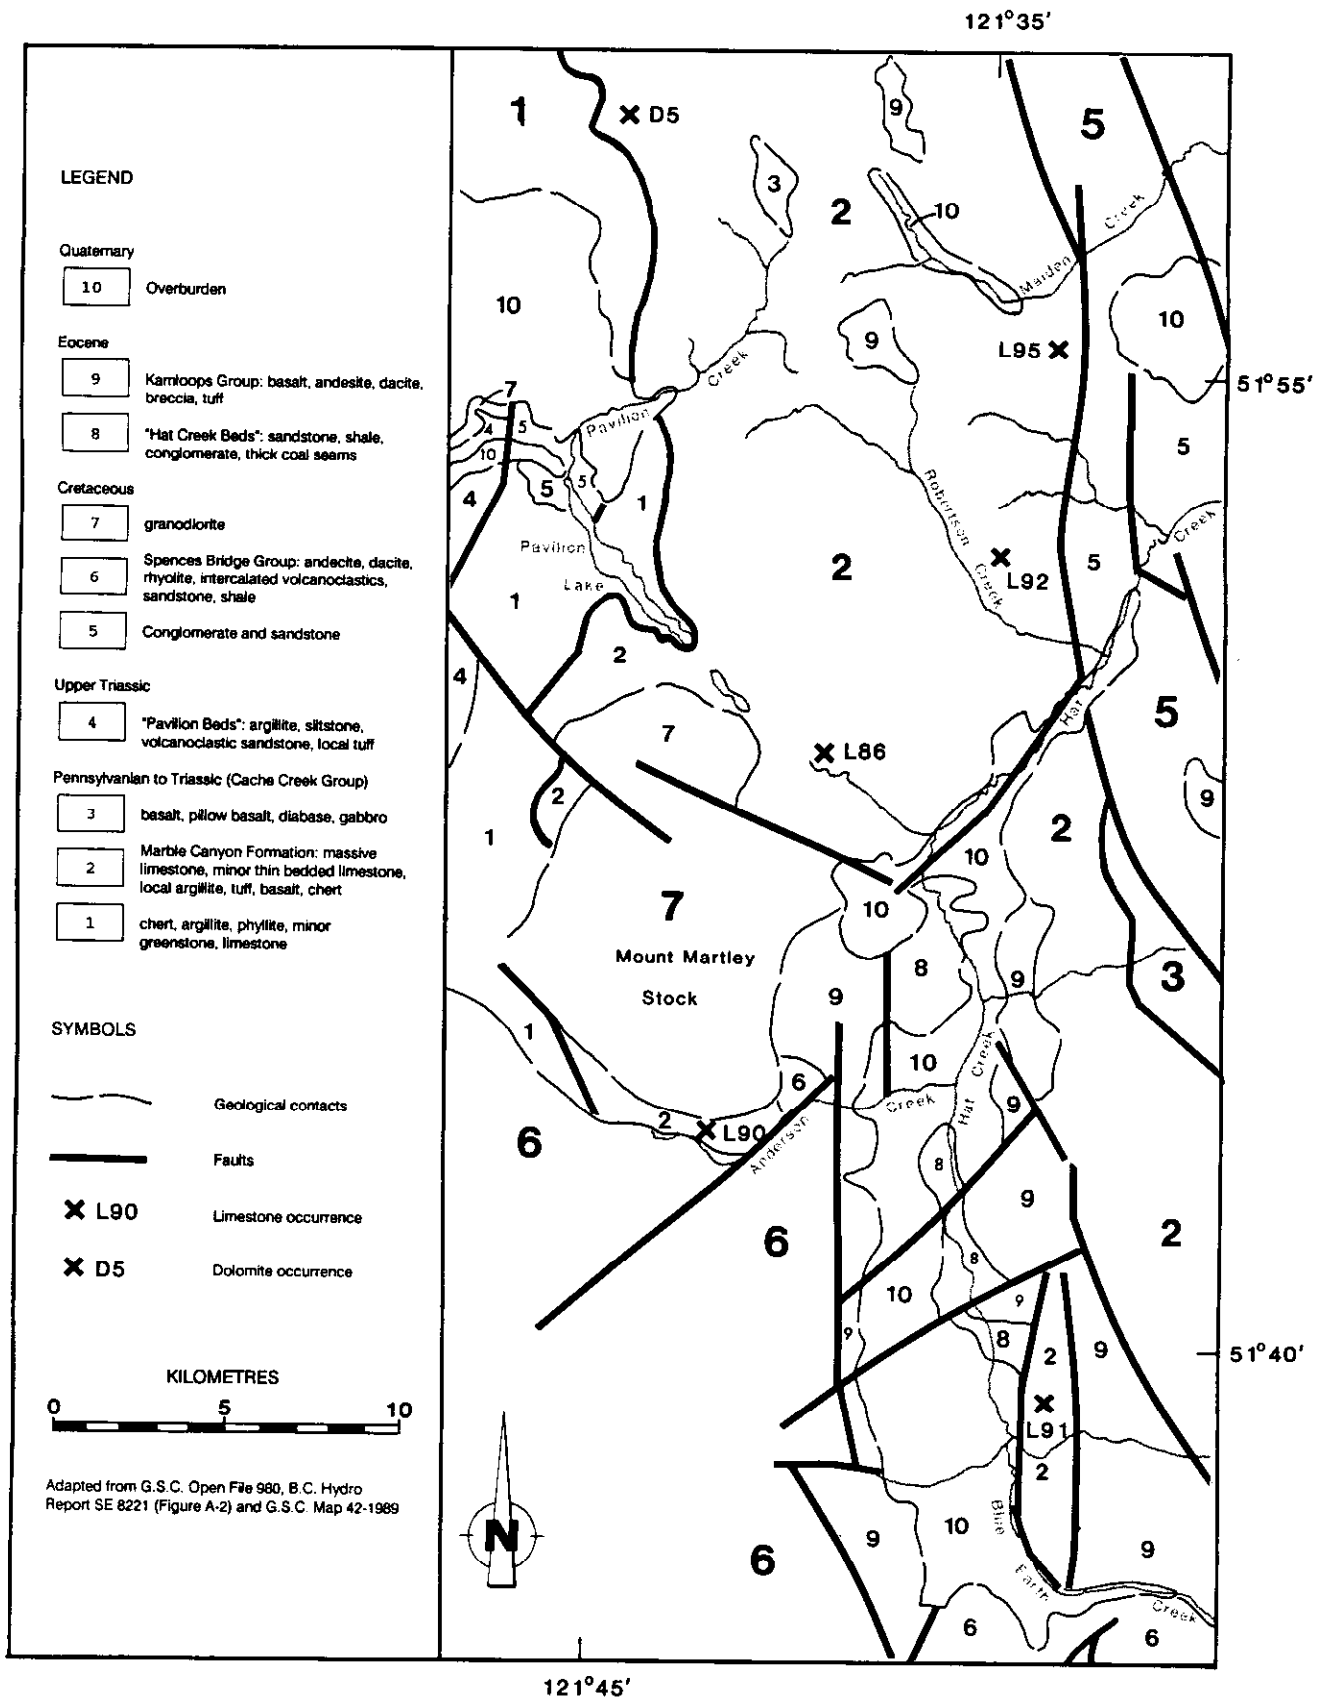 121°35'
LEGEND
Quaternary
10 Overburden
Eocene
9 Kamloops Group: basalt, andesite, dacite,
breccia, tuff
8 "Hat Creek Beds": sandstone, shale,
conglomerate, thick coal seams
Cretaceous
7 granodiorite
6 Spences Bridge Group: andecite, dacite,
rhyolite, intercalated volcanoclastics,
sandstone, shale
5 Conglomerate and sandstone
Upper Triassic
4 "Pavilion Beds": argillite, siltstone,
volcanoclastic sandstone, local tuff
Pennsylvanian to Triassic (Cache Creek Group)
3 basalt, pillow basalt, diabase, gabbro
2 Marble Canyon Formation: massive
limestone, minor thin bedded limestone,
local argillite, tuff, basalt, chert
1 chert, argillite, phyllite, minor
greenstone, limestone
SYMBOLS
Geological contacts
Faults
L90 Limestone occurrence
D5 Dolomite occurrence
KILOMETRES
0 5 10
Adapted from G.S.C. Open File 980, B.C. Hydro
Report SE 8221 (Figure A-2) and G.S.C. Map 42-1989
N
1
D5
9
5
3
2
10
Maiden Creek
10
10
9
L95
51°55'
Pavilion Creek
7
4
5
10
5
5
4
1
5
Robertson Creek
Creek
Pavilion
Lake
1
2
L92
5
2
4
Hat
5
7
L86
2
9
1
2
10
7
Mount Martley
Stock
10
8
9
9
3
1
10
6
Creek
Hat Creek
9
6
2
L90
Anderson
8
9
6
2
8
10
9
9
8
2
9
51°40'
L91
2
Blue Earth Creek
10
9
9
6
6
6
121°45'